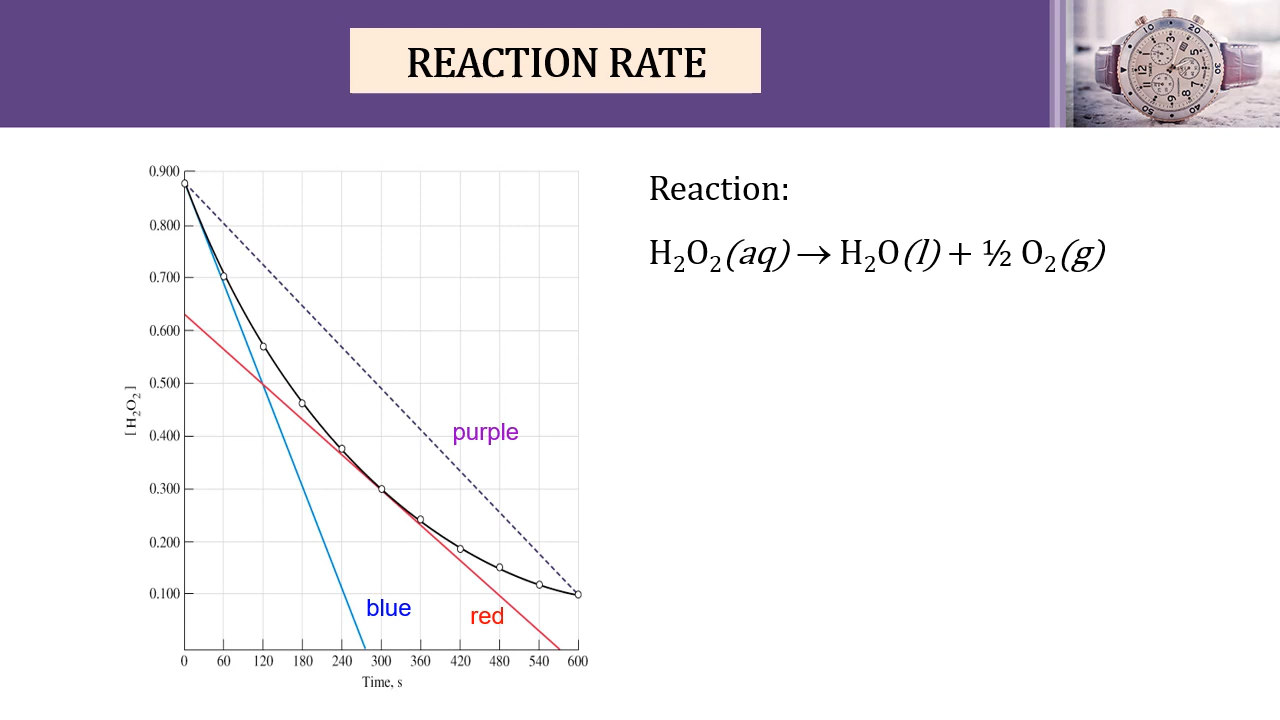 REACTION RATE
Reaction:
H₂O₂(aq) → H₂O(l) + ½ O₂(g)
0.900
0.800
0.700
0.600
0.500
0.400
0.300
0.200
0.100
[H₂O₂]
purple
blue
red
0 60 120 180 240 300 360 420 480 540 600
Time, s